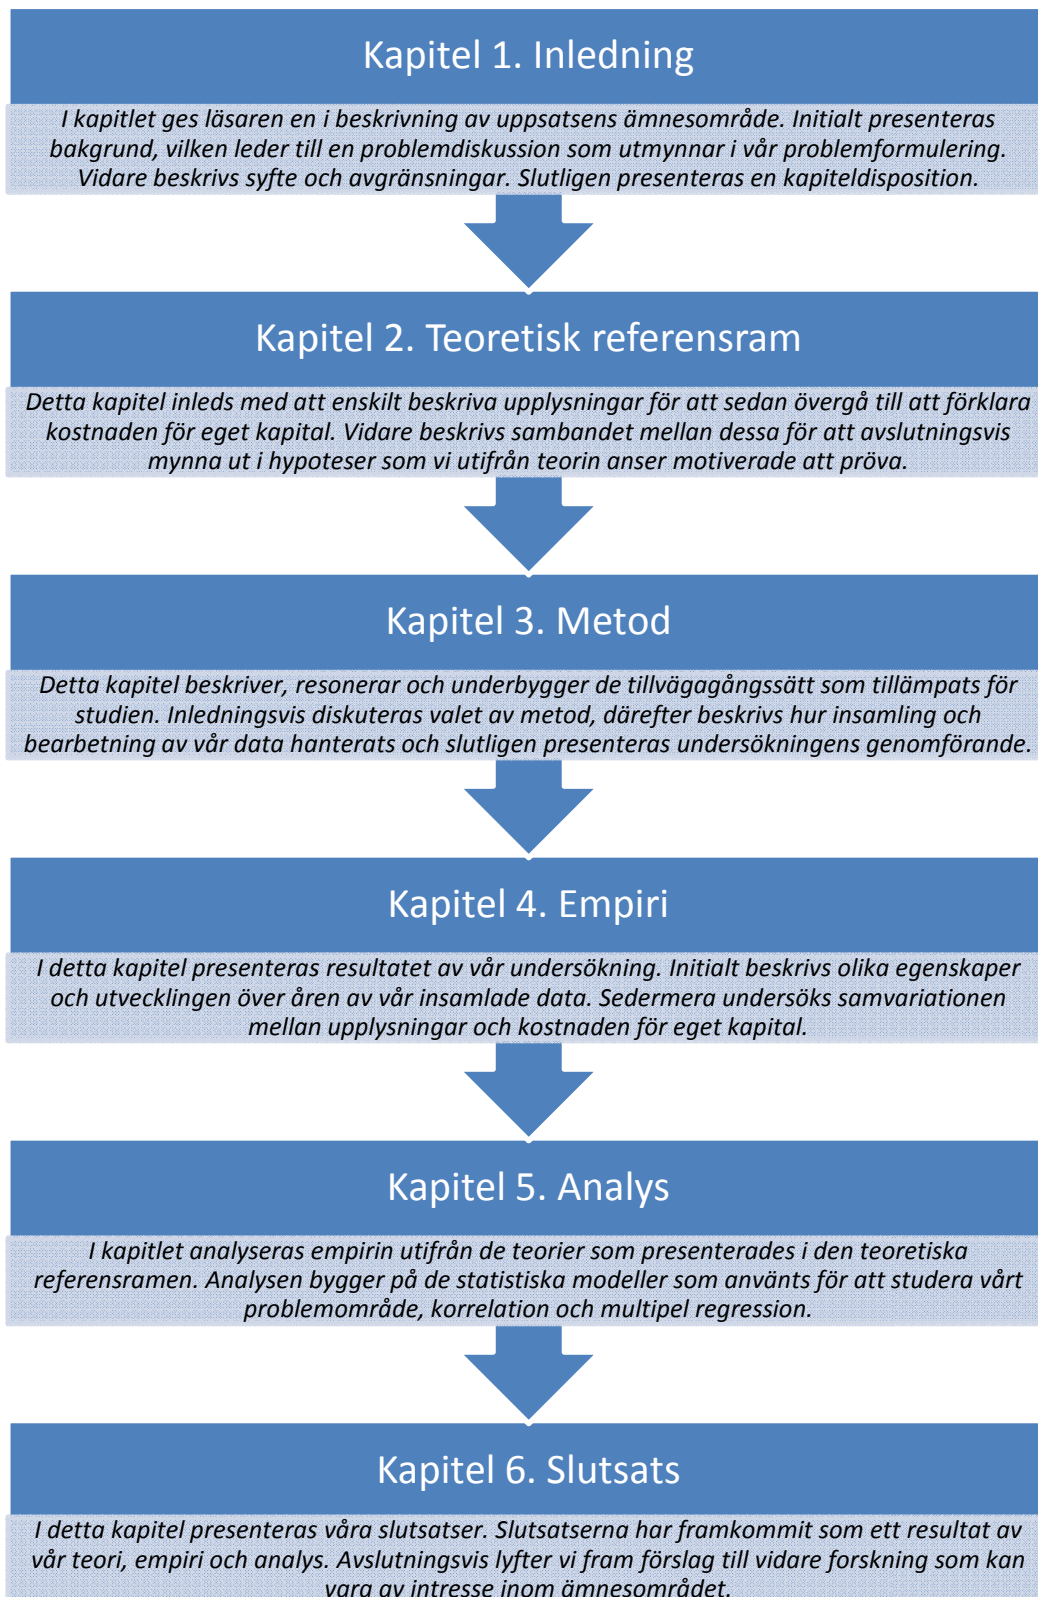 Kapitel 1. Inledning
I kapitlet ges läsaren en i beskrivning av uppsatsens ämnesområde. Initialt presenteras
bakgrund, vilken leder till en problemdiskussion som utmynnar i vår problemformulering.
Vidare beskrivs syfte och avgränsningar. Slutligen presenteras en kapiteldisposition.
Kapitel 2. Teoretisk referensram
Detta kapitel inleds med att enskilt beskriva upplysningar för att sedan övergå till att förklara
kostnaden för eget kapital. Vidare beskrivs sambandet mellan dessa för att avslutningsvis
mynna ut i hypoteser som vi utifrån teorin anser motiverade att pröva.
Kapitel 3. Metod
Detta kapitel beskriver, resonerar och underbygger de tillvägagångssätt som tillämpats för
studien. Inledningsvis diskuteras valet av metod, därefter beskrivs hur insamling och
bearbetning av vår data hanterats och slutligen presenteras undersökningens genomförande.
Kapitel 4. Empiri
I detta kapitel presenteras resultatet av vår undersökning. Initialt beskrivs olika egenskaper
och utvecklingen över åren av vår insamlade data. Sedermera undersöks samvariationen
mellan upplysningar och kostnaden för eget kapital.
Kapitel 5. Analys
I kapitlet analyseras empirin utifrån de teorier som presenterades i den teoretiska
referensramen. Analysen bygger på de statistiska modeller som använts för att studera vårt
problemområde, korrelation och multipel regression.
Kapitel 6. Slutsats
I detta kapitel presenteras våra slutsatser. Slutsatserna har framkommit som ett resultat av
vår teori, empiri och analys. Avslutningsvis lyfter vi fram förslag till vidare forskning som kan
vara av intresse inom ämnesområdet.